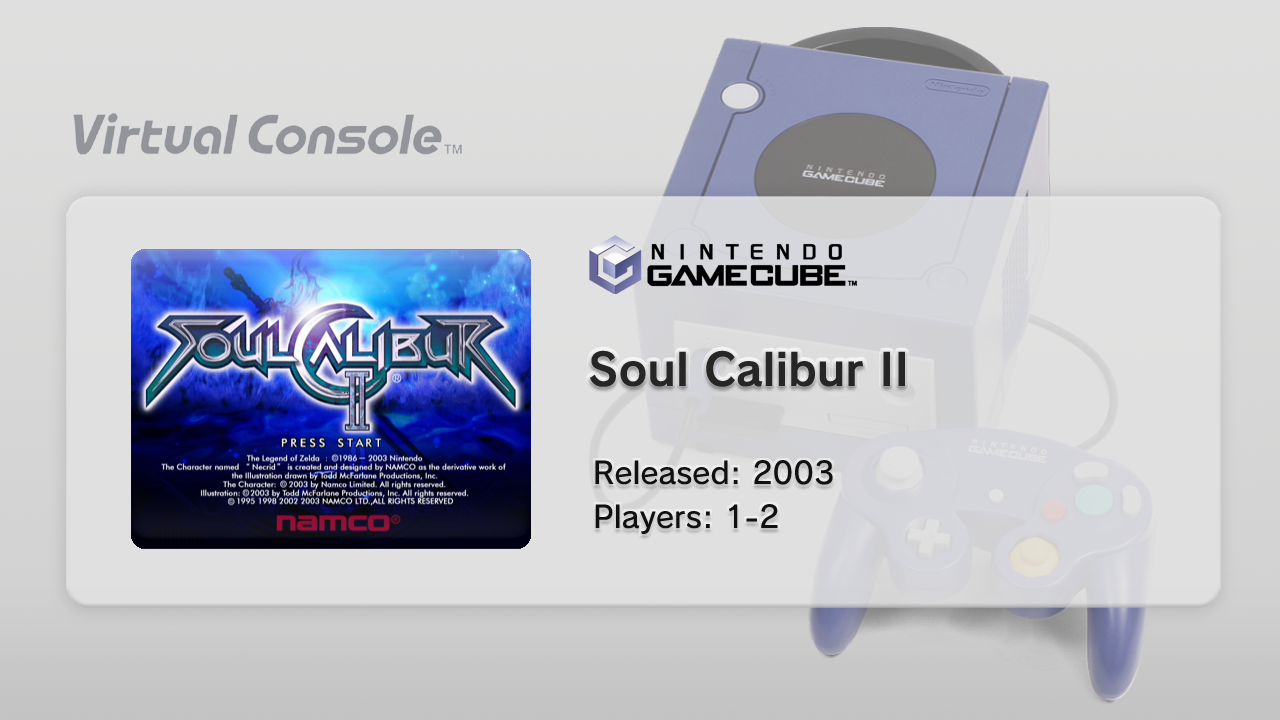 Virtual Console™
Nintendo
NINTENDO
GAMECUBE
NINTENDO
GAMECUBE™
SOULCALIBUR
®
II
PRESS START
The Legend of Zelda : ©1986 — 2003 Nintendo
The Character named “ Necrid ” is created and designed by NAMCO as the derivative work of
the Illustration drawn by Todd McFarlane Productions, Inc.
The Character: © 2003 by Namco Limited. All rights reserved.
Illustration: © 2003 by Todd McFarlane Productions, Inc. All rights reserved.
© 1995 1998 2002 2003 NAMCO LTD.,ALL RIGHTS RESERVED
namco®
Soul Calibur II
Released: 2003
Players: 1-2
NINTENDO
GAMECUBE